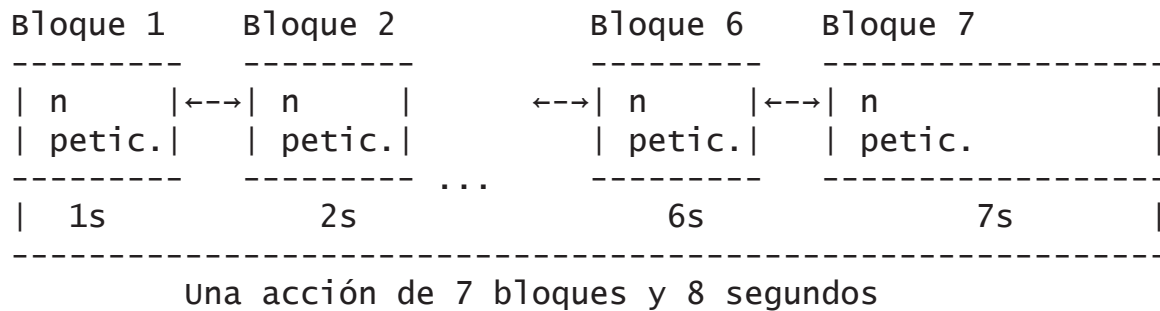 Bloque 1    Bloque 2          Bloque 6    Bloque 7
---------   ---------         ---------   ------------------
| n     |←-→| n     |     ←-→| n     |←-→| n              |
| petic.|   | petic.|         | petic.|   | petic.         |
---------   --------- ...     ---------   ------------------
|  1s           2s                6s              7s      |
------------------------------------------------------------
Una acción de 7 bloques y 8 segundos